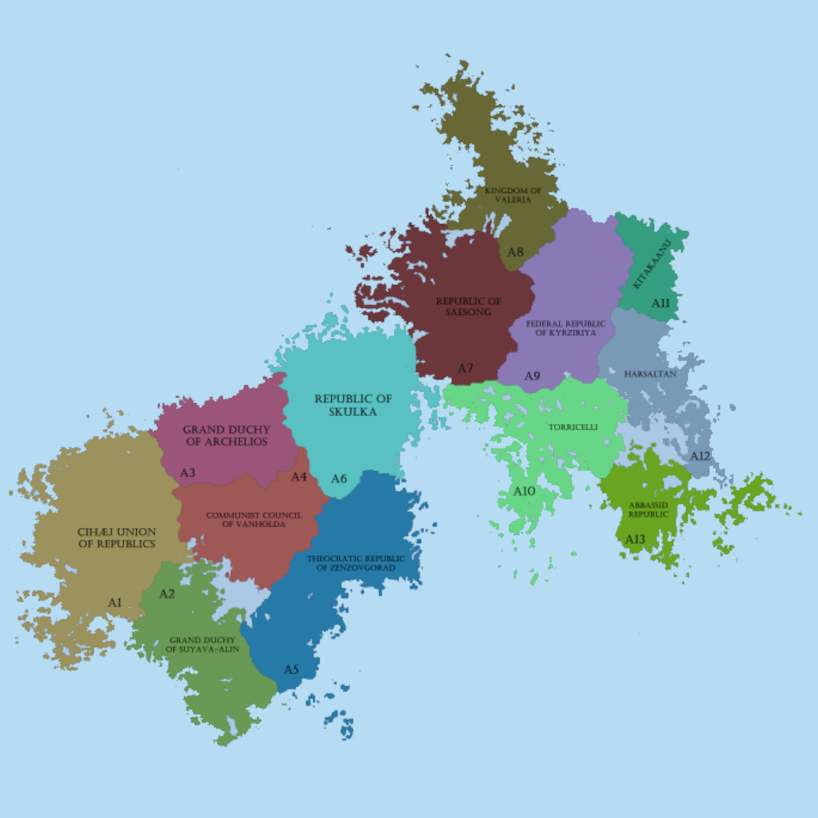 KINGDOM OF
VALERIA
A8
KITAKAANU
A11
REPUBLIC OF
SAESONG
A7
FEDERAL REPUBLIC
OF KYRZIRIYA
A9
HARSALTAN
A12
REPUBLIC OF
SKULKA
A6
GRAND DUCHY
OF ARCHELIOS
A3
TORRICELLI
A10
A4
COMMUNIST COUNCIL
OF VANHOLDA
ABBASSID
REPUBLIC
A13
CIHÆJ UNION
OF REPUBLICS
A1
THEOCRATIC REPUBLIC
OF ZENZOVGORAD
A5
A2
GRAND DUCHY
OF SUYAVA-ALIN